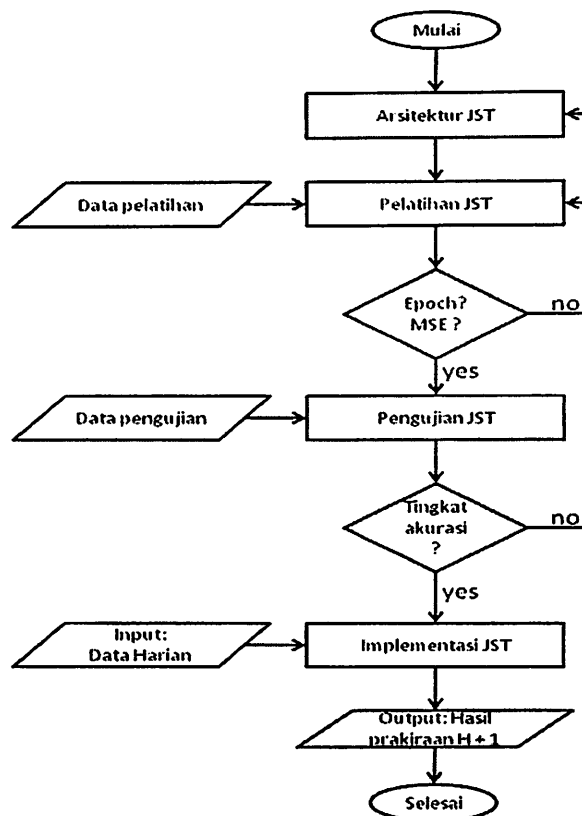 Mulai
Arsitektur JST
Data pelatihan
Pelatihan JST
Epoch?
MSE ?
no
yes
Data pengujian
Pengujian JST
Tingkat
akurasi
?
no
yes
Input:
Data Harian
Implementasi JST
Output: Hasil
prakiraan H + 1
Selesai